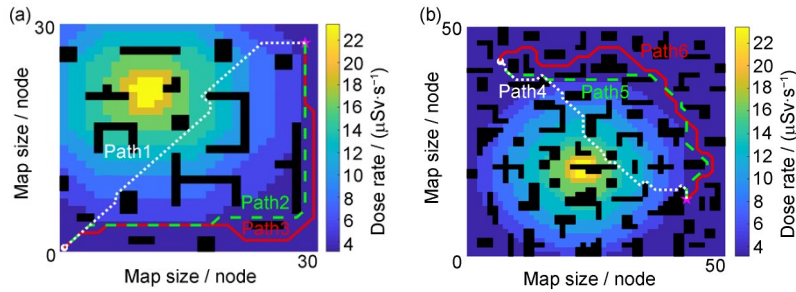 (a)
30
Map size / node
0
Map size / node
30
Path1
Path2
Path3
22
20
18
16
14
12
10
8
6
4
Dose rate / (μSv·s⁻¹)
(b)
50
Map size / node
0
Map size / node
50
Path4
Path5
Path6
22
20
18
16
14
12
10
8
6
4
Dose rate / (μSv·s⁻¹)